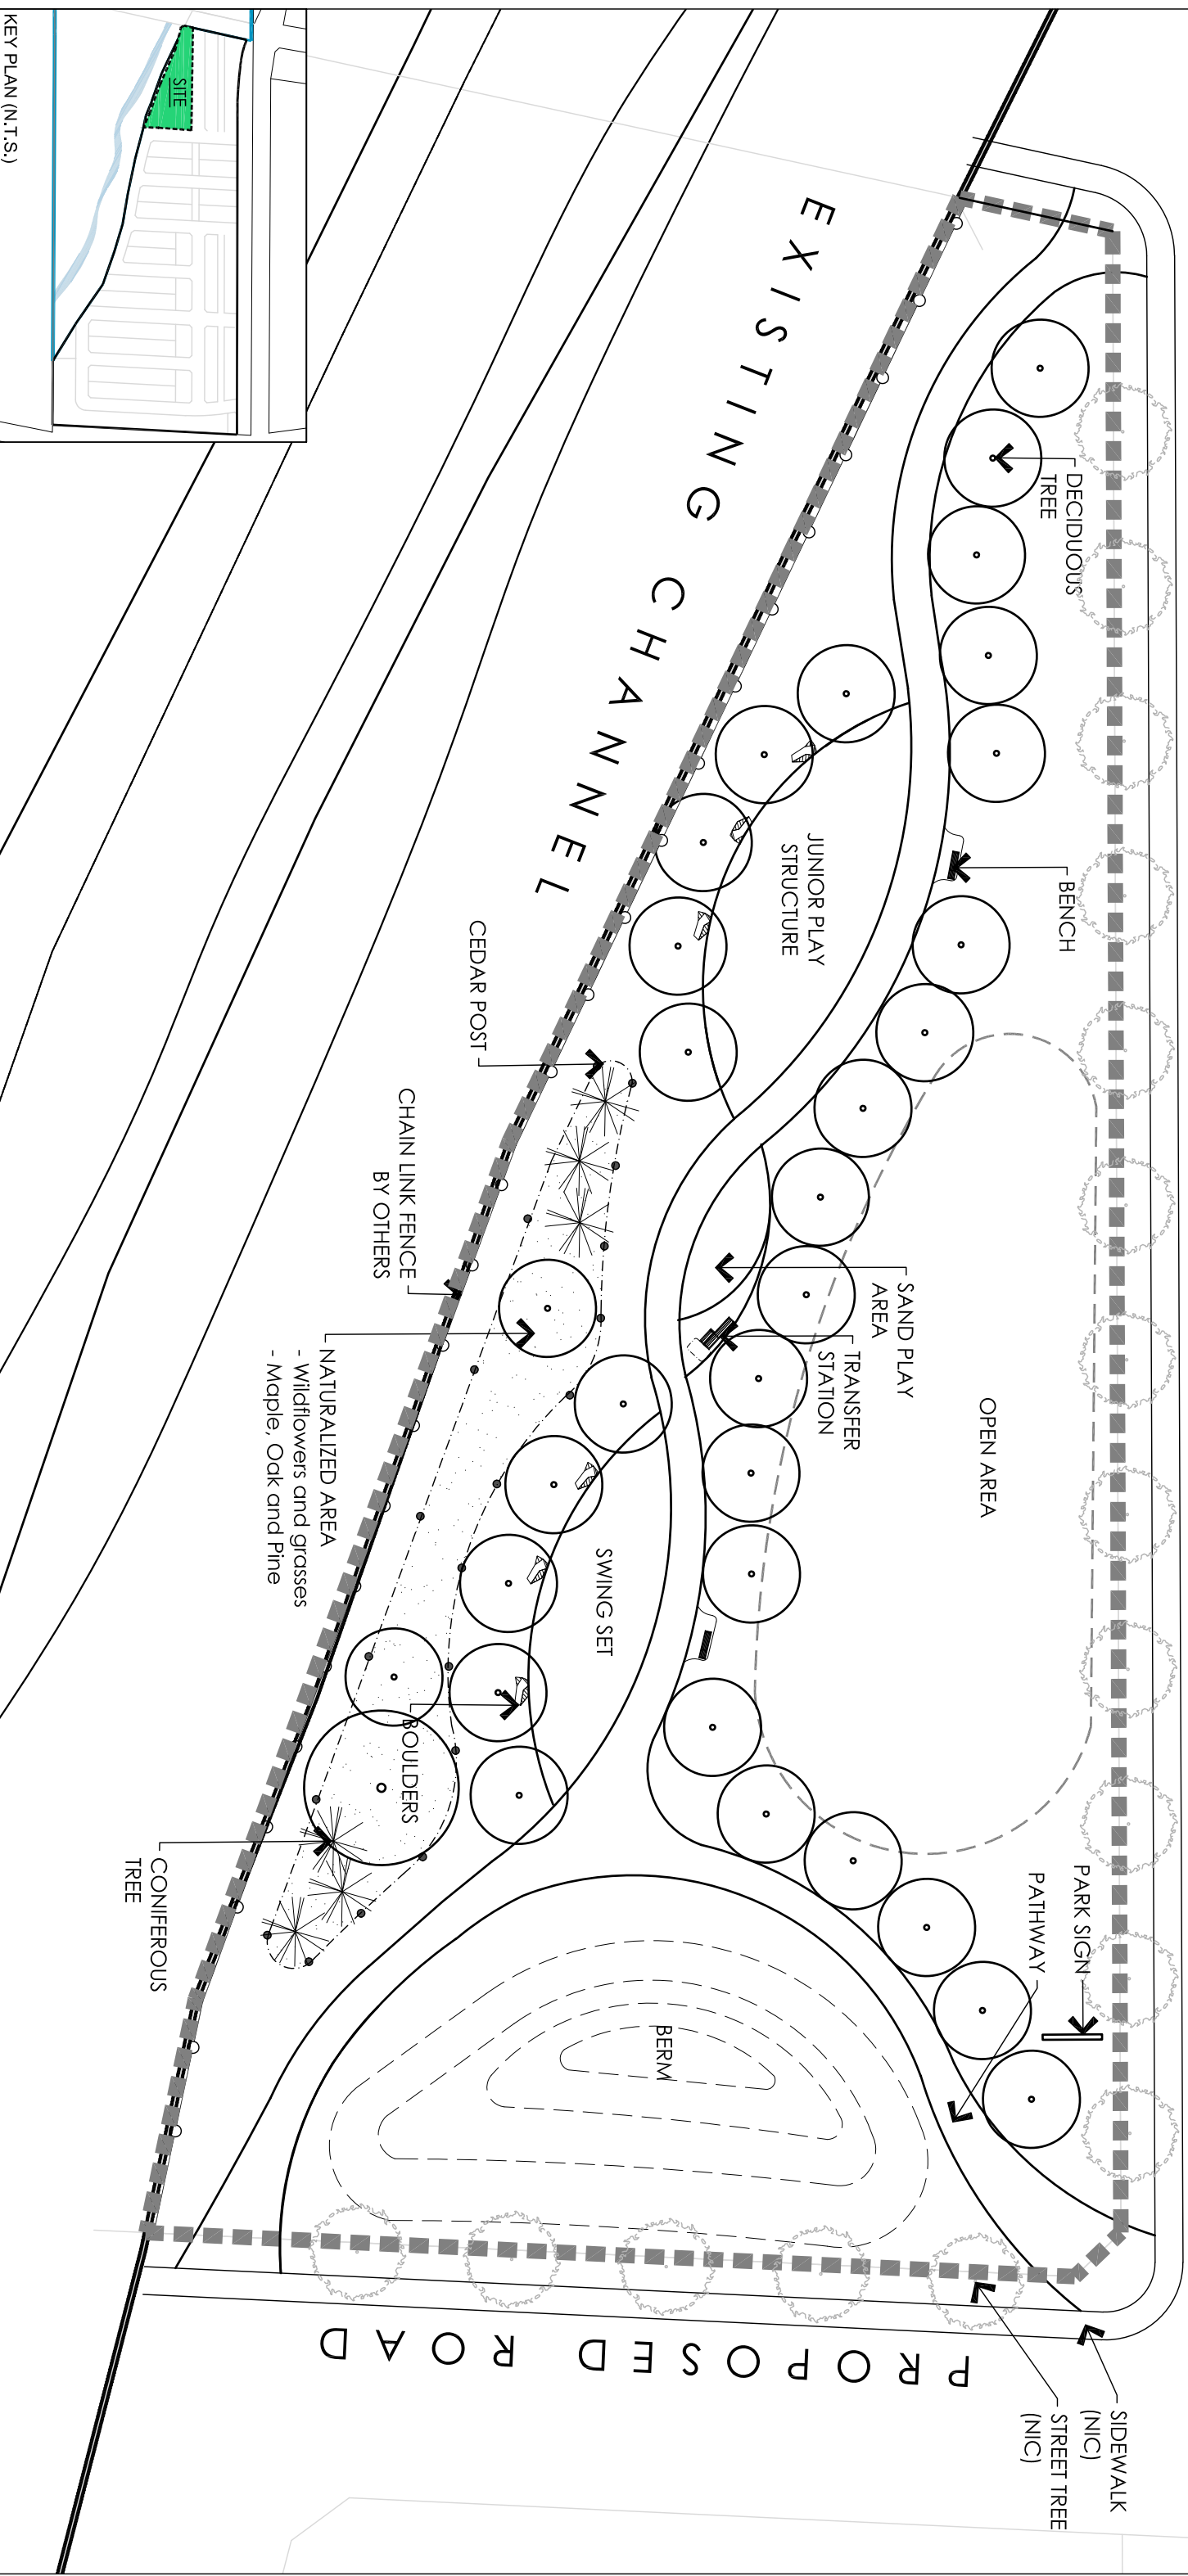 KEY PLAN (N.T.S.)
SITE
EXISTING CHANNEL
DECIDUOUS
TREE
BENCH
JUNIOR PLAY
STRUCTURE
CEDAR POST
CHAIN LINK FENCE
BY OTHERS
SAND PLAY
AREA
TRANSFER
STATION
OPEN AREA
NATURALIZED AREA
- Wildflowers and grasses
- Maple, Oak and Pine
SWING SET
BOULDERS
CONIFEROUS
TREE
PARK SIGN
PATHWAY
BERM
PROPOSED ROAD
SIDEWALK
(NIC)
STREET TREE
(NIC)